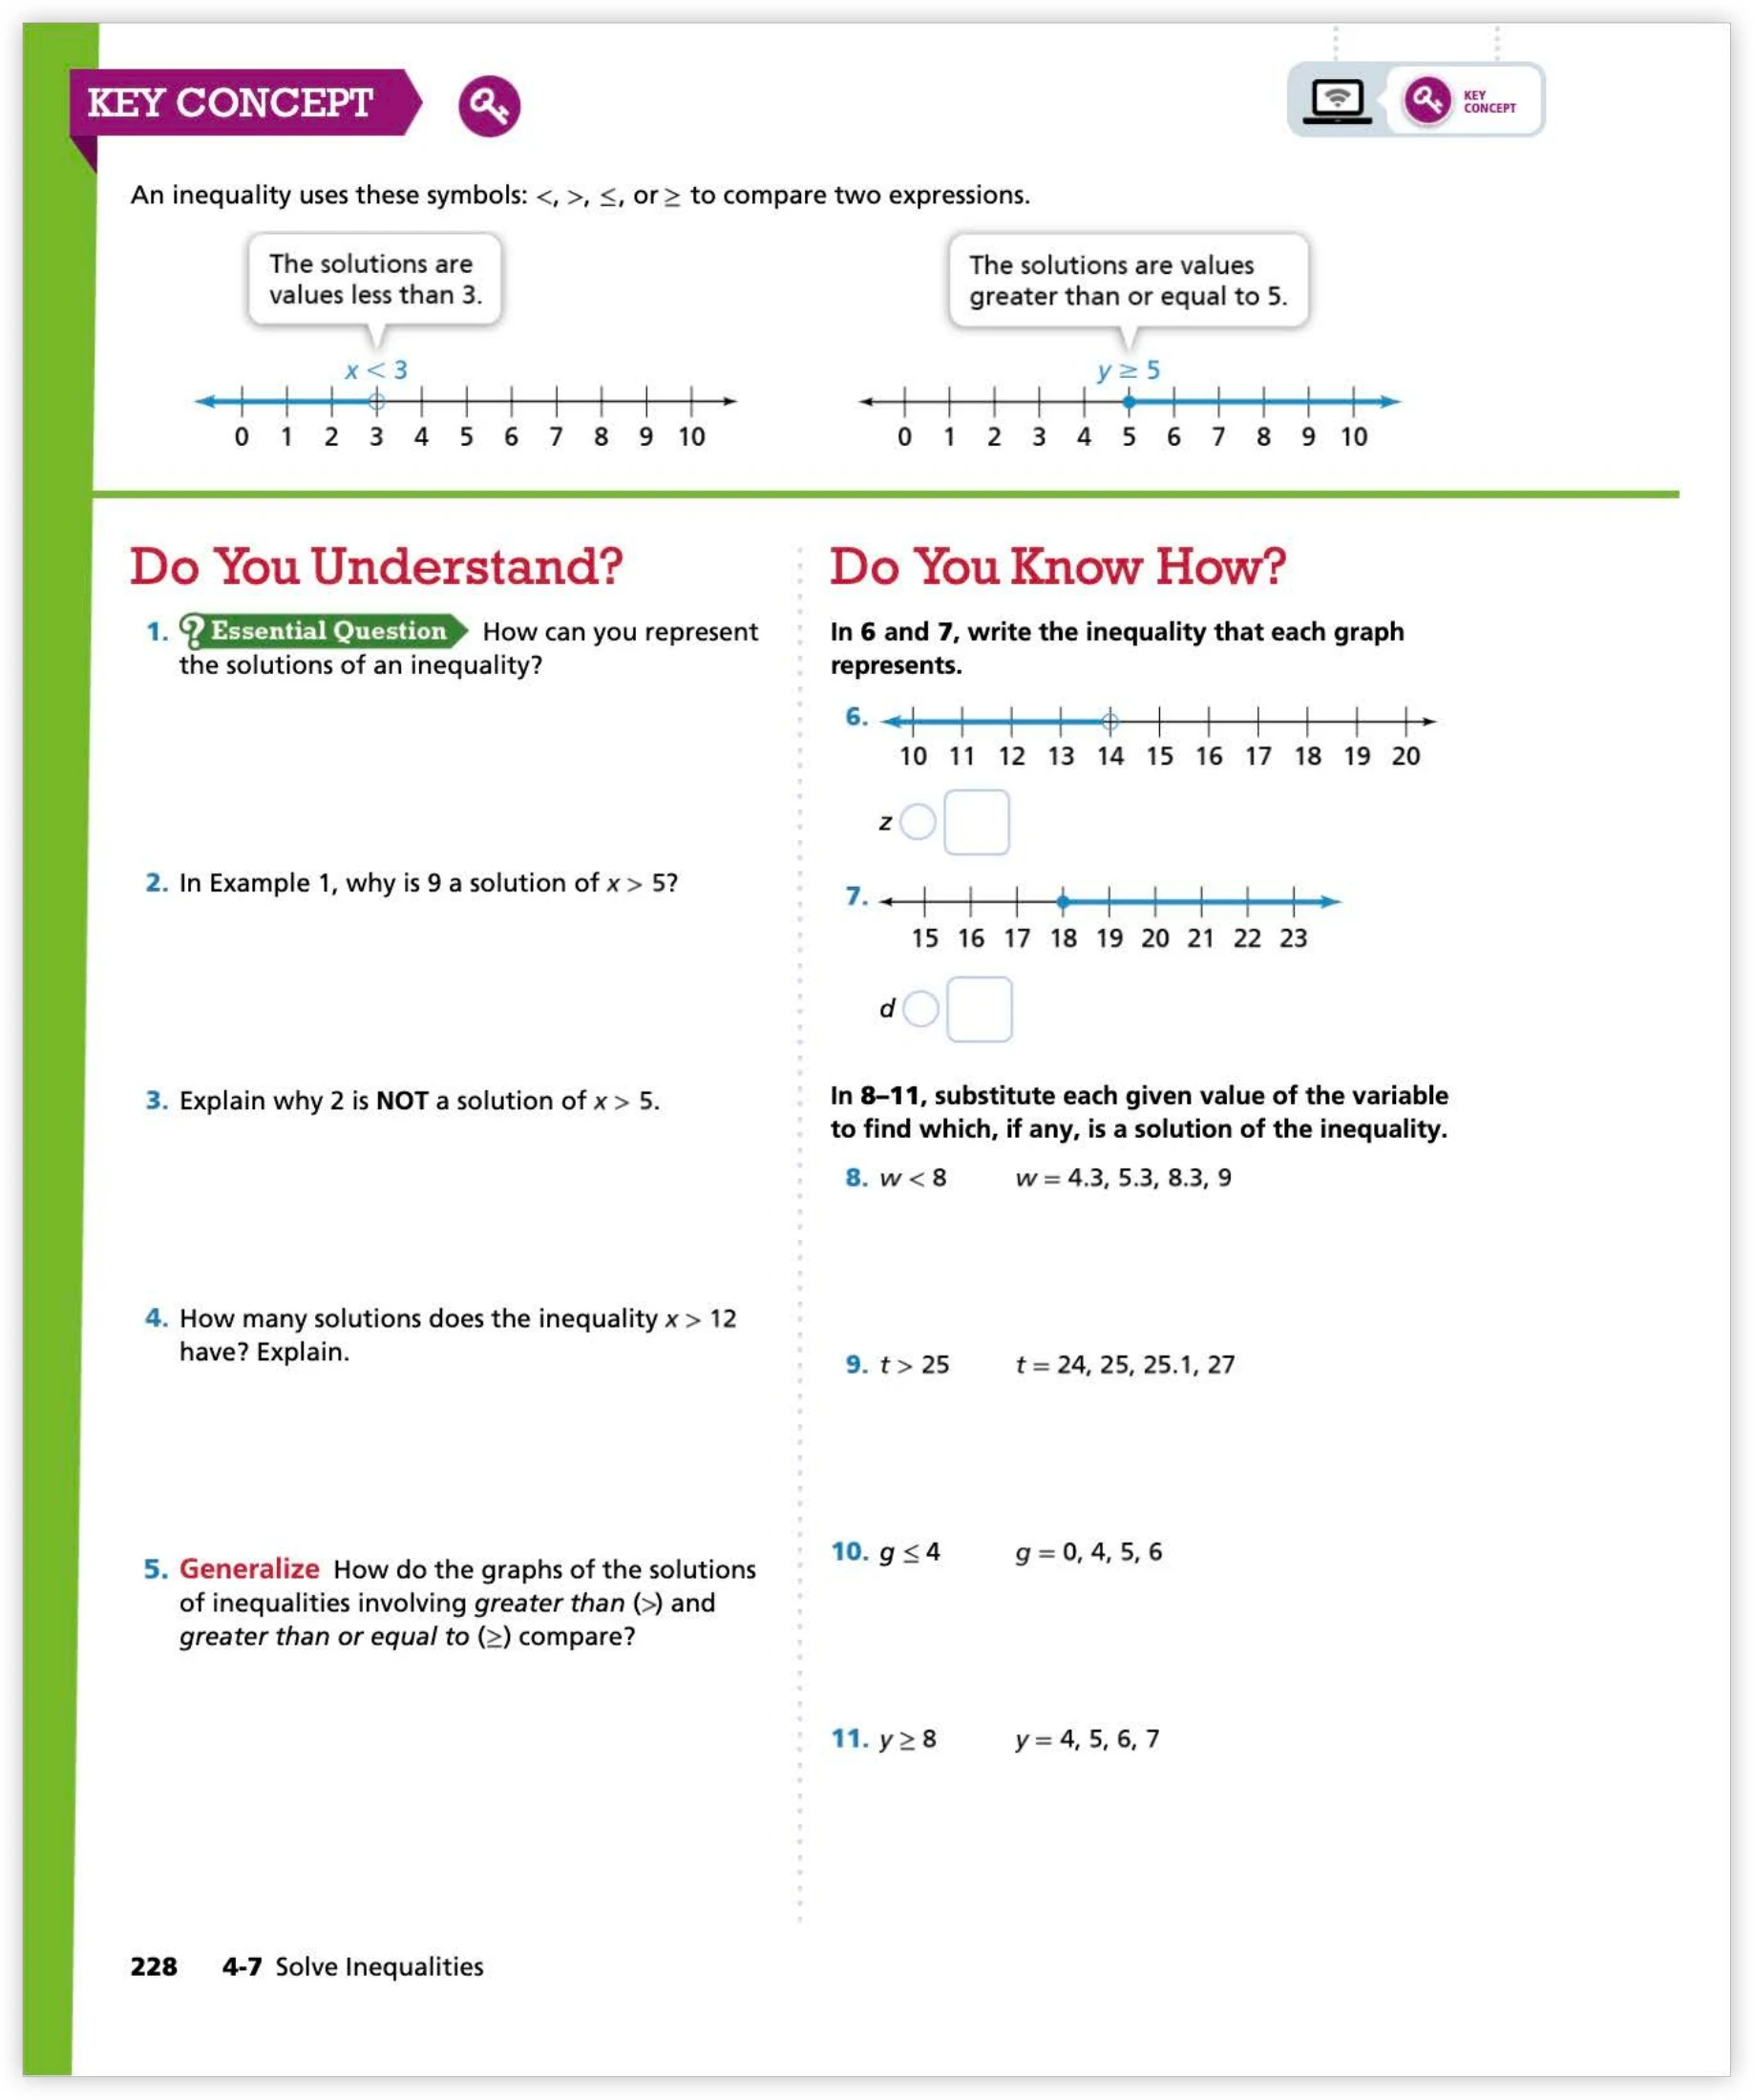 KEY CONCEPT
KEY
CONCEPT
An inequality uses these symbols: <, >, ≤, or ≥ to compare two expressions.
The solutions are
values less than 3.
x < 3
0 1 2 3 4 5 6 7 8 9 10
The solutions are values
greater than or equal to 5.
y ≥ 5
0 1 2 3 4 5 6 7 8 9 10
Do You Understand?
1. ? Essential Question How can you represent
the solutions of an inequality?
2. In Example 1, why is 9 a solution of x > 5?
3. Explain why 2 is NOT a solution of x > 5.
4. How many solutions does the inequality x > 12
have? Explain.
5. Generalize How do the graphs of the solutions
of inequalities involving greater than (>) and
greater than or equal to (≥) compare?
Do You Know How?
In 6 and 7, write the inequality that each graph
represents.
6.
10 11 12 13 14 15 16 17 18 19 20
z
7.
15 16 17 18 19 20 21 22 23
d
In 8–11, substitute each given value of the variable
to find which, if any, is a solution of the inequality.
8. w < 8 w = 4.3, 5.3, 8.3, 9
9. t > 25 t = 24, 25, 25.1, 27
10. g ≤ 4 g = 0, 4, 5, 6
11. y ≥ 8 y = 4, 5, 6, 7
228 4-7 Solve Inequalities